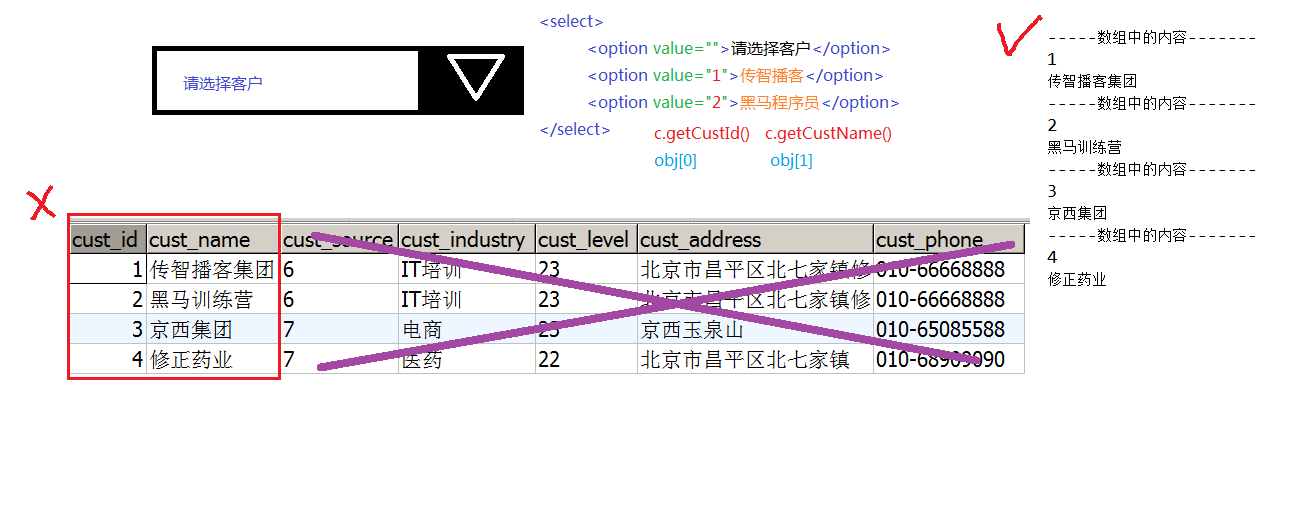 请选择客户
<select>
<option value="">请选择客户</option>
<option value="1">传智播客</option>
<option value="2">黑马程序员</option>
</select>
c.getCustId() c.getCustName()
obj[0] obj[1]
-----数组中的内容-------
1
传智播客集团
-----数组中的内容-------
2
黑马训练营
-----数组中的内容-------
3
京西集团
-----数组中的内容-------
4
修正药业
cust_id cust_name cust_source cust_industry cust_level cust_address cust_phone
1 传智播客集团 6 IT培训 23 北京市昌平区北七家镇修 010-66668888
2 黑马训练营 6 IT培训 23 北京市昌平区北七家镇修 010-66668888
3 京西集团 7 电商 23 京西玉泉山 010-65085588
4 修正药业 7 医药 22 北京市昌平区北七家镇 010-68909090